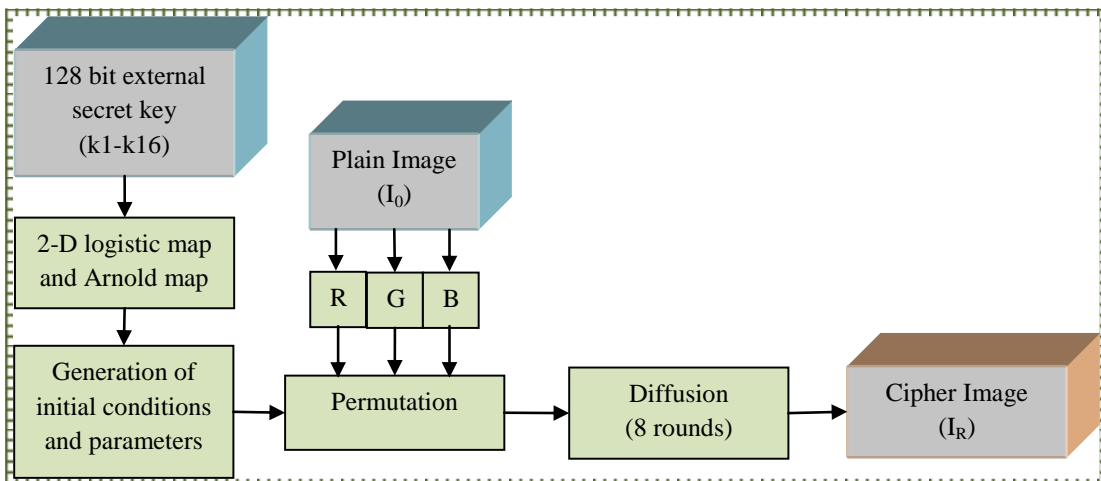 128 bit external
secret key
(k1-k16)
Plain Image
(I₀)
2-D logistic map
and Arnold map
R
G
B
Generation of
initial conditions
and parameters
Permutation
Diffusion
(8 rounds)
Cipher Image
(I_R)